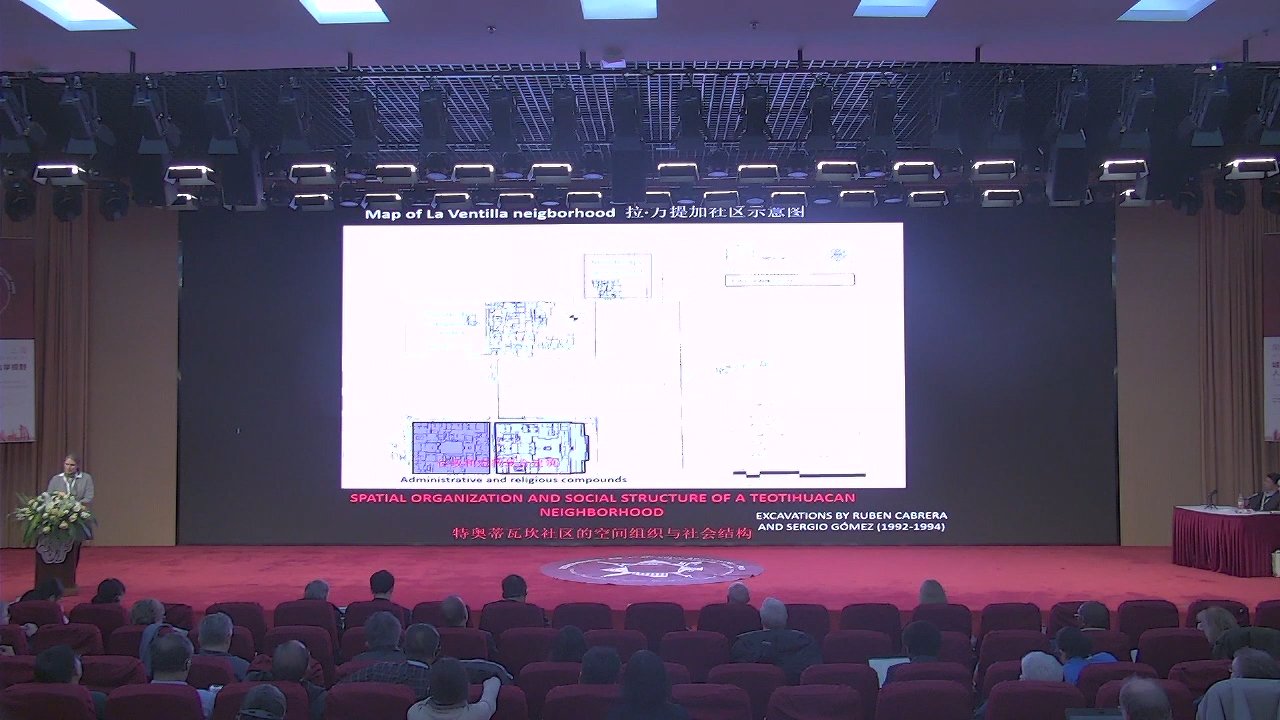 Map of La Ventilla neigborhood 拉·万提加社区示意图
Administrative and religious compounds
SPATIAL ORGANIZATION AND SOCIAL STRUCTURE OF A TEOTIHUACAN
NEIGHBORHOOD
特奥蒂瓦坎社区的空间组织与社会结构
EXCAVATIONS BY RUBEN CABRERA
AND SERGIO GÓMEZ (1992-1994)